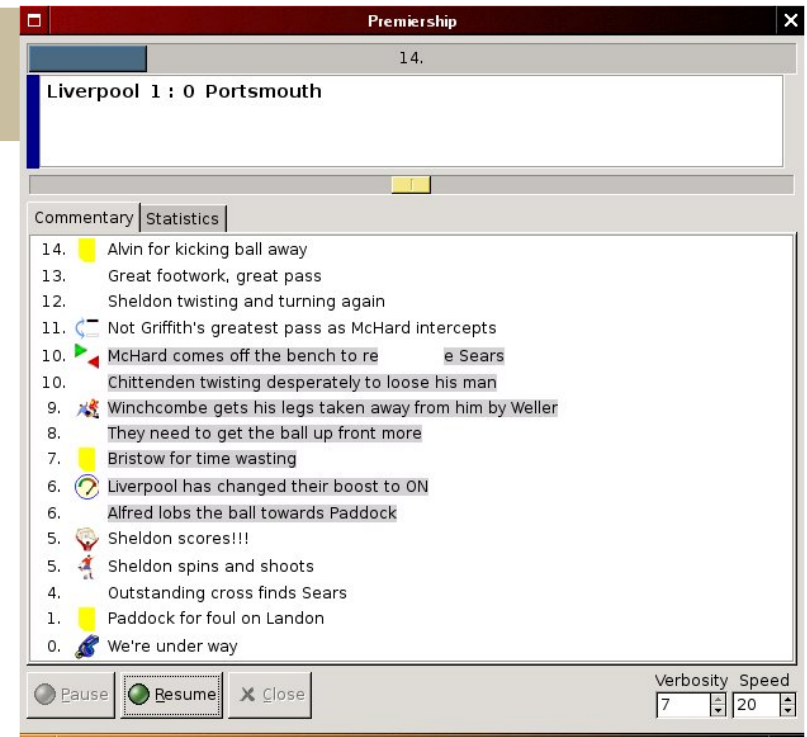 Premiership
14.
Liverpool 1 : 0 Portsmouth
Commentary Statistics
14. Alvin for kicking ball away
13. Great footwork, great pass
12. Sheldon twisting and turning again
11. Not Griffith's greatest pass as McHard intercepts
10. McHard comes off the bench to re e Sears
10. Chittenden twisting desperately to loose his man
9. Winchcombe gets his legs taken away from him by Weller
8. They need to get the ball up front more
7. Bristow for time wasting
6. Liverpool has changed their boost to ON
6. Alfred lobs the ball towards Paddock
5. Sheldon scores!!!
5. Sheldon spins and shoots
4. Outstanding cross finds Sears
1. Paddock for foul on Landon
0. We're under way
Pause Resume Close
Verbosity Speed
7 20